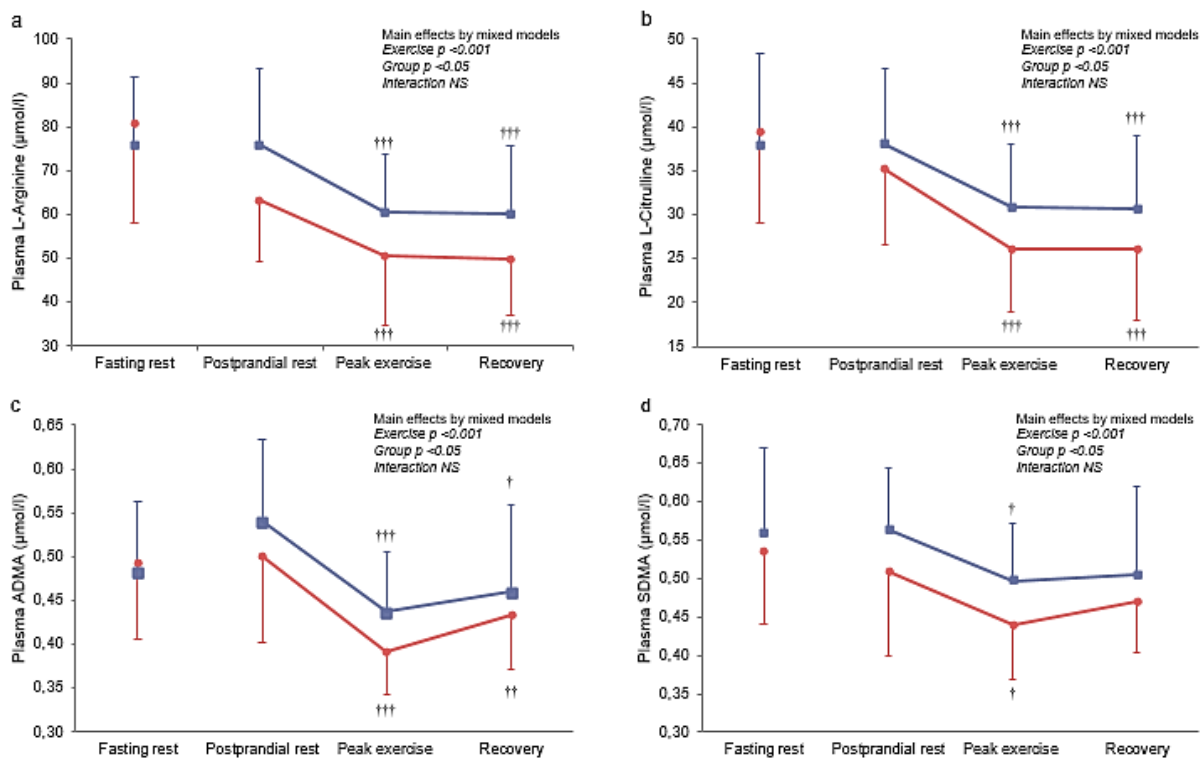 a
Main effects by mixed models
Exercise p <0.001
Group p <0.05
Interaction NS
Plasma L-Arginine (µmol/l)
100
90
80
70
60
50
40
30
††† †††
††† †††
Fasting rest Postprandial rest Peak exercise Recovery
b
Main effects by mixed models
Exercise p <0.001
Group p <0.05
Interaction NS
Plasma L-Citrulline (µmol/l)
50
45
40
35
30
25
20
15
††† †††
††† †††
Fasting rest Postprandial rest Peak exercise Recovery
c
Main effects by mixed models
Exercise p <0.001
Group p <0.05
Interaction NS
Plasma ADMA (µmol/l)
0,65
0,60
0,55
0,50
0,45
0,40
0,35
0,30
††† †
††† ††
Fasting rest Postprandial rest Peak exercise Recovery
d
Main effects by mixed models
Exercise p <0.001
Group p <0.05
Interaction NS
Plasma SDMA (µmol/l)
0,70
0,65
0,60
0,55
0,50
0,45
0,40
0,35
0,30
†
†
Fasting rest Postprandial rest Peak exercise Recovery